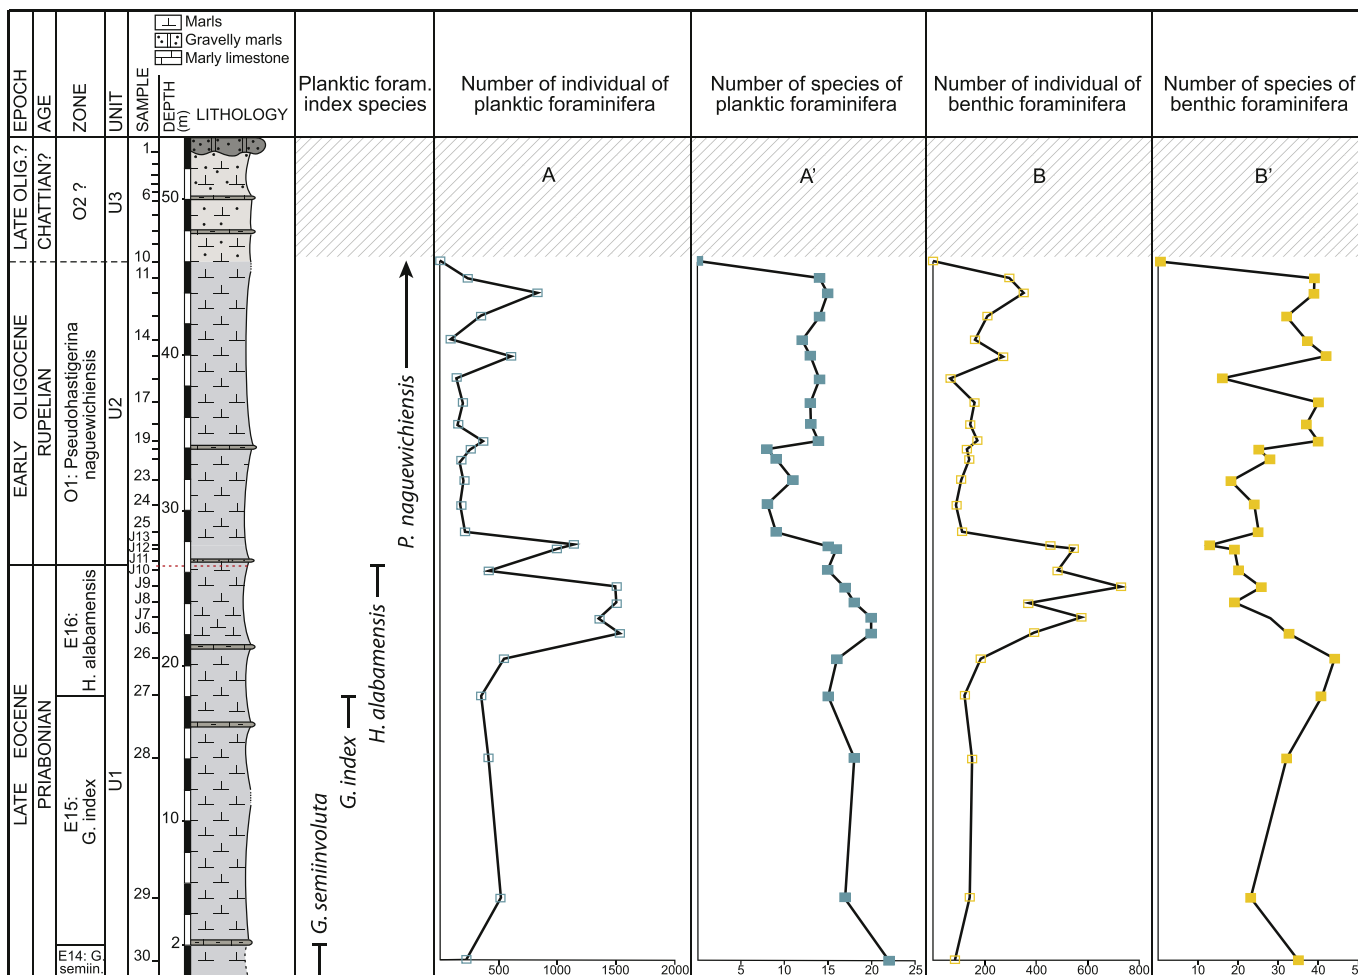 Marls
Gravelly marls
Marly limestone
EPOCH
AGE
ZONE
UNIT
SAMPLE
DEPTH
(m)
LITHOLOGY
Planktic foram.
index species
Number of individual of
planktic foraminifera
Number of species of
planktic foraminifera
Number of individual of
benthic foraminifera
Number of species of
benthic foraminifera
LATE OLIG.?
CHATTIAN?
O2 ?
U3
A
A'
B
B'
EARLY OLIGOCENE
RUPELIAN
O1: Pseudohastigerina
naguewichiensis
U2
LATE EOCENE
PRIABONIAN
E16:
H. alabamensis
E15:
G. index
E14: G.
semiin.
U1
1
6
10
11
14
17
19
23
24
25
J13
J12
J11
J10
J9
J8
J7
J6
26
27
28
29
30
50
40
30
20
10
2
P. naguewichiensis
H. alabamensis
G. index
G. semiinvoluta
500
1000
1500
2000
5
10
15
20
25
200
400
600
800
10
20
30
40